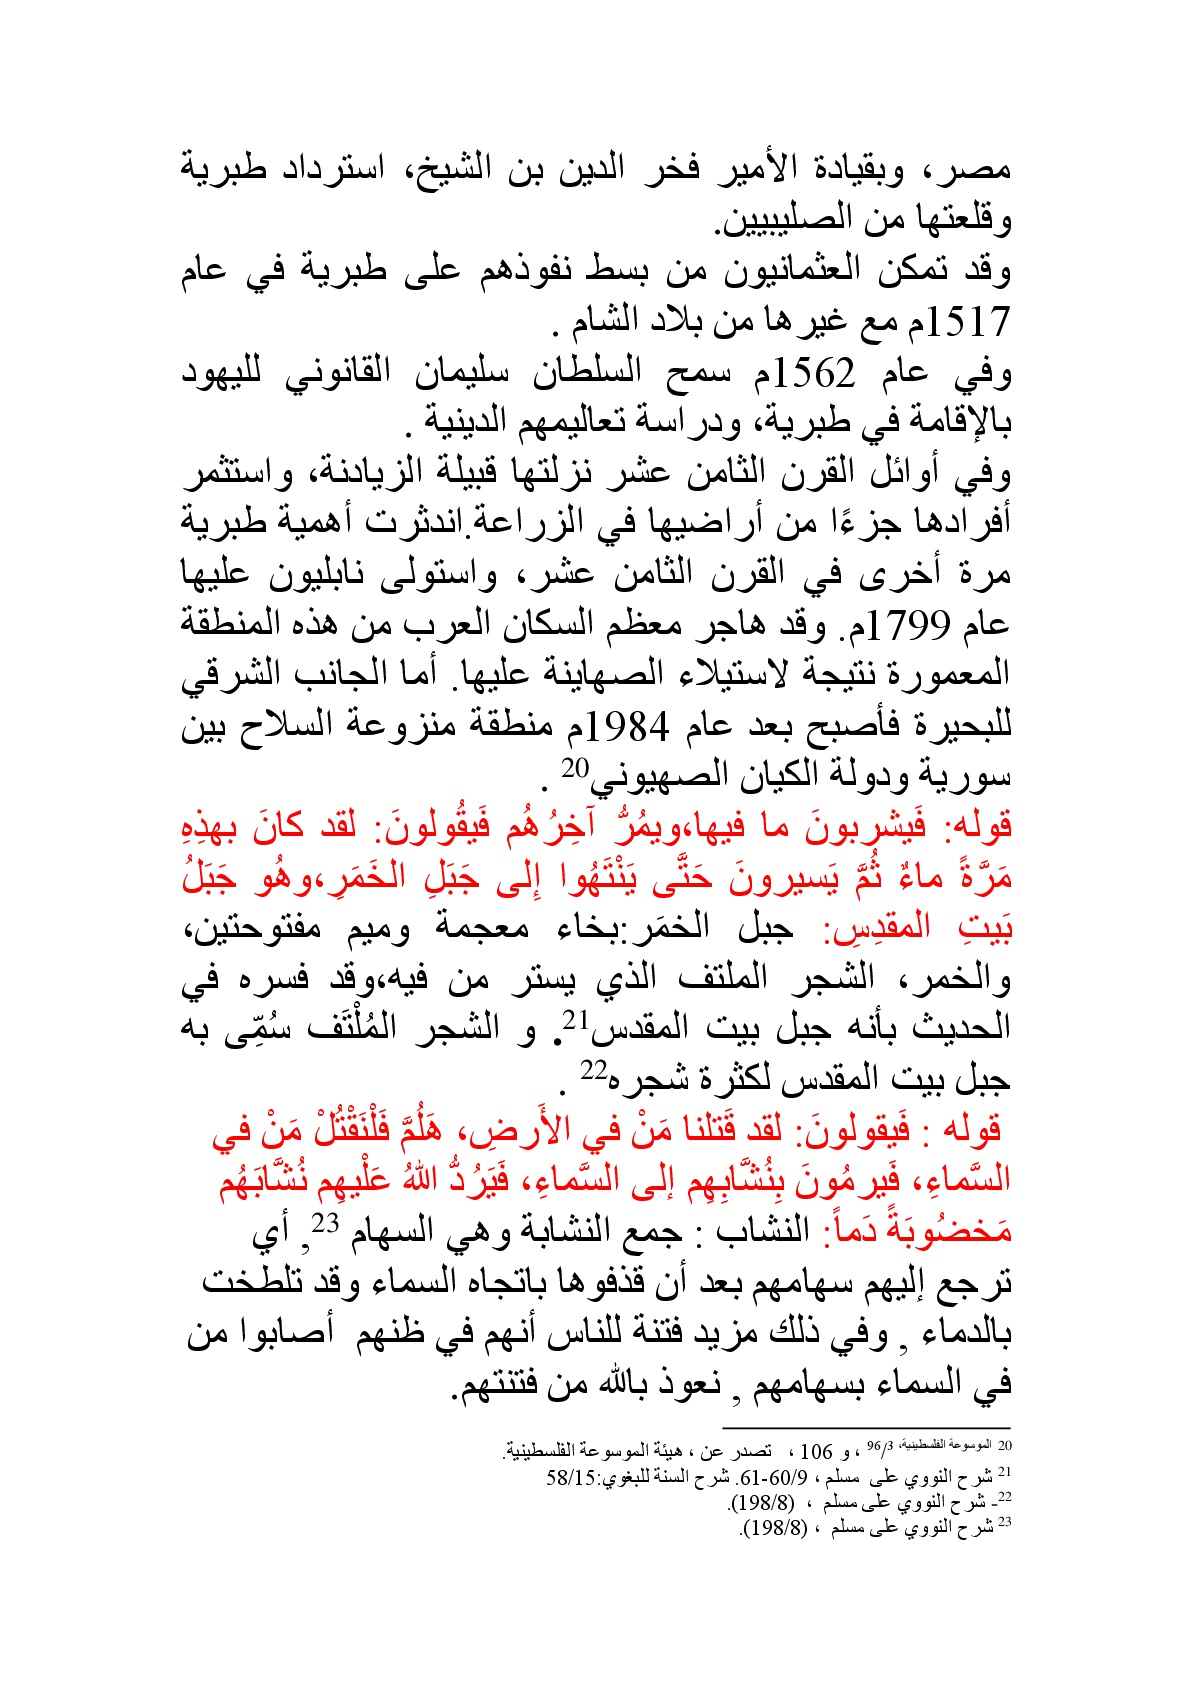 مصر، وبقيادة الأمير فخر الدين بن الشيخ، استرداد طبرية
وقلعتها من الصليبيين.
وقد تمكن العثمانيون من بسط نفوذهم على طبرية في عام
1517م مع غيرها من بلاد الشام .
وفي عام 1562م سمح السلطان سليمان القانوني لليهود
بالإقامة في طبرية، ودراسة تعاليمهم الدينية .
وفي أوائل القرن الثامن عشر نزلتها قبيلة الزيادنة، واستثمر
أفرادها جزءًا من أراضيها في الزراعة.اندثرت أهمية طبرية
مرة أخرى في القرن الثامن عشر، واستولى نابليون عليها
عام 1799م. وقد هاجر معظم السكان العرب من هذه المنطقة
المعمورة نتيجة لاستيلاء الصهاينة عليها. أما الجانب الشرقي
للبحيرة فأصبح بعد عام 1984م منطقة منزوعة السلاح بين
سورية ودولة الكيان الصهيوني20 .
قوله: فَيشربونَ ما فيها،ويمُرُّ آخِرُهُم فَيقُولونَ: لقد كانَ بهذِهِ
مَرَّةً ماءٌ ثُمَّ يَسيرونَ حَتَّى يَنْتَهُوا إِلى جَبَلِ الخَمَرِ،وهُو جَبَلُ
بَيتِ المقدِسِ: جبل الخمَر:بخاء معجمة وميم مفتوحتين،
والخمر، الشجر الملتف الذي يستر من فيه،وقد فسره في
الحديث بأنه جبل بيت المقدس21. و الشجر المُلْتَف سُمِّى به
جبل بيت المقدس لكثرة شجره22 .
قوله : فَيقولونَ: لقد قَتلنا مَنْ في الأَرضِ، هَلُمَّ فَلْنَقْتُلْ مَنْ في
السَّماءِ، فَيرمُونَ بِنُشَّابِهِم إلى السَّماءِ، فَيَرُدُّ اللهُ عَلْيهِم نُشَّابَهُم
مَخضُوبَةً دَماً: النشاب : جمع النشابة وهي السهام 23, أي
ترجع إليهم سهامهم بعد أن قذفوها باتجاه السماء وقد تلطخت
بالدماء , وفي ذلك مزيد فتنة للناس أنهم في ظنهم أصابوا من
في السماء بسهامهم , نعوذ بالله من فتنتهم.
20 الموسوعة الفلسطينية، 96/3 ، و 106 ، تصدر عن ، هيئة الموسوعة الفلسطينية.
21 شرح النووي على مسلم ، 60/9-61. شرح السنة للبغوي:58/15
22- شرح النووي على مسلم ، (198/8).
23 شرح النووي على مسلم ، (198/8).